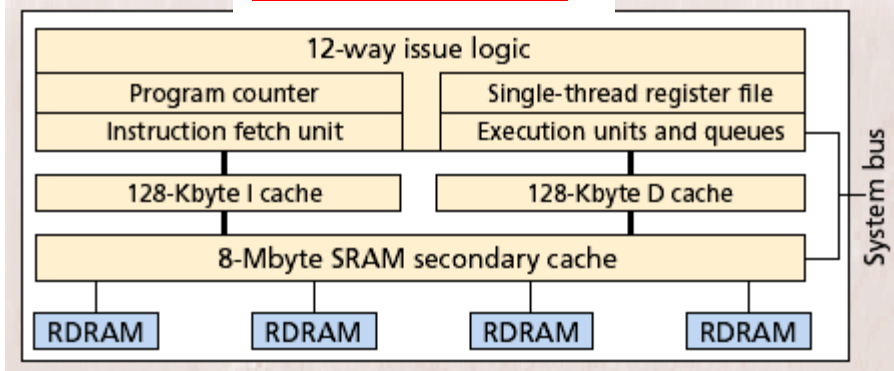 12-way issue logic
Program counter
Single-thread register file
Instruction fetch unit
Execution units and queues
128-Kbyte I cache
128-Kbyte D cache
8-Mbyte SRAM secondary cache
RDRAM
RDRAM
RDRAM
RDRAM
System bus